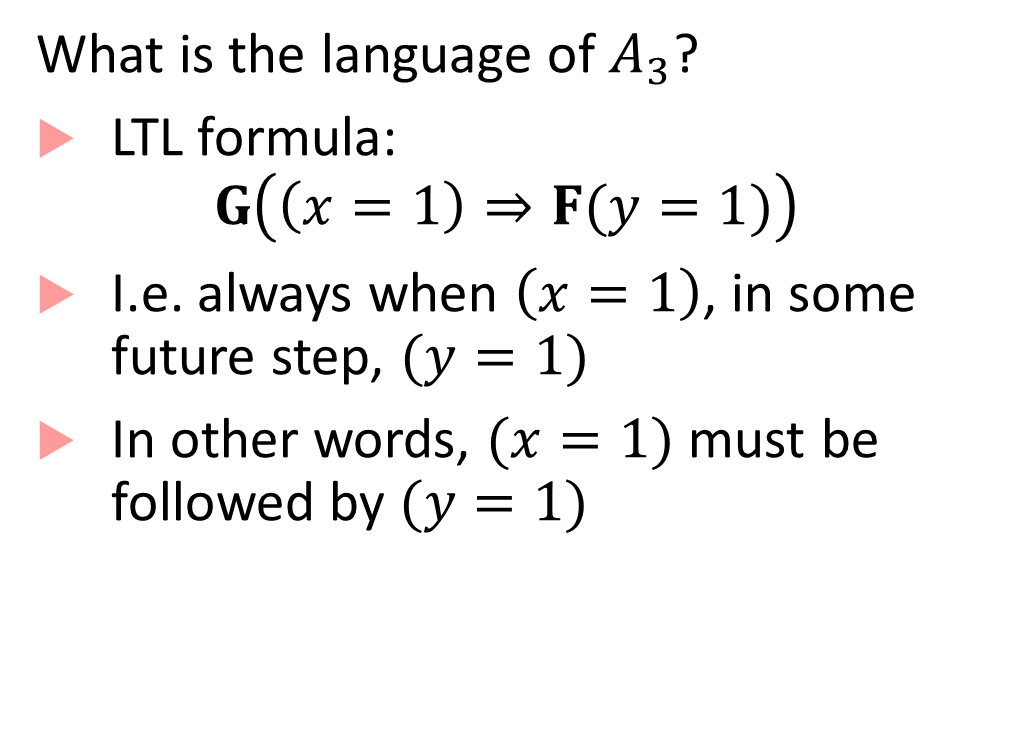 What is the language of 𝐴₃?
▶ LTL formula:
𝐆((𝑥 = 1) ⇒ 𝐅(𝑦 = 1))
▶ I.e. always when (𝑥 = 1), in some
future step, (𝑦 = 1)
▶ In other words, (𝑥 = 1) must be
followed by (𝑦 = 1)